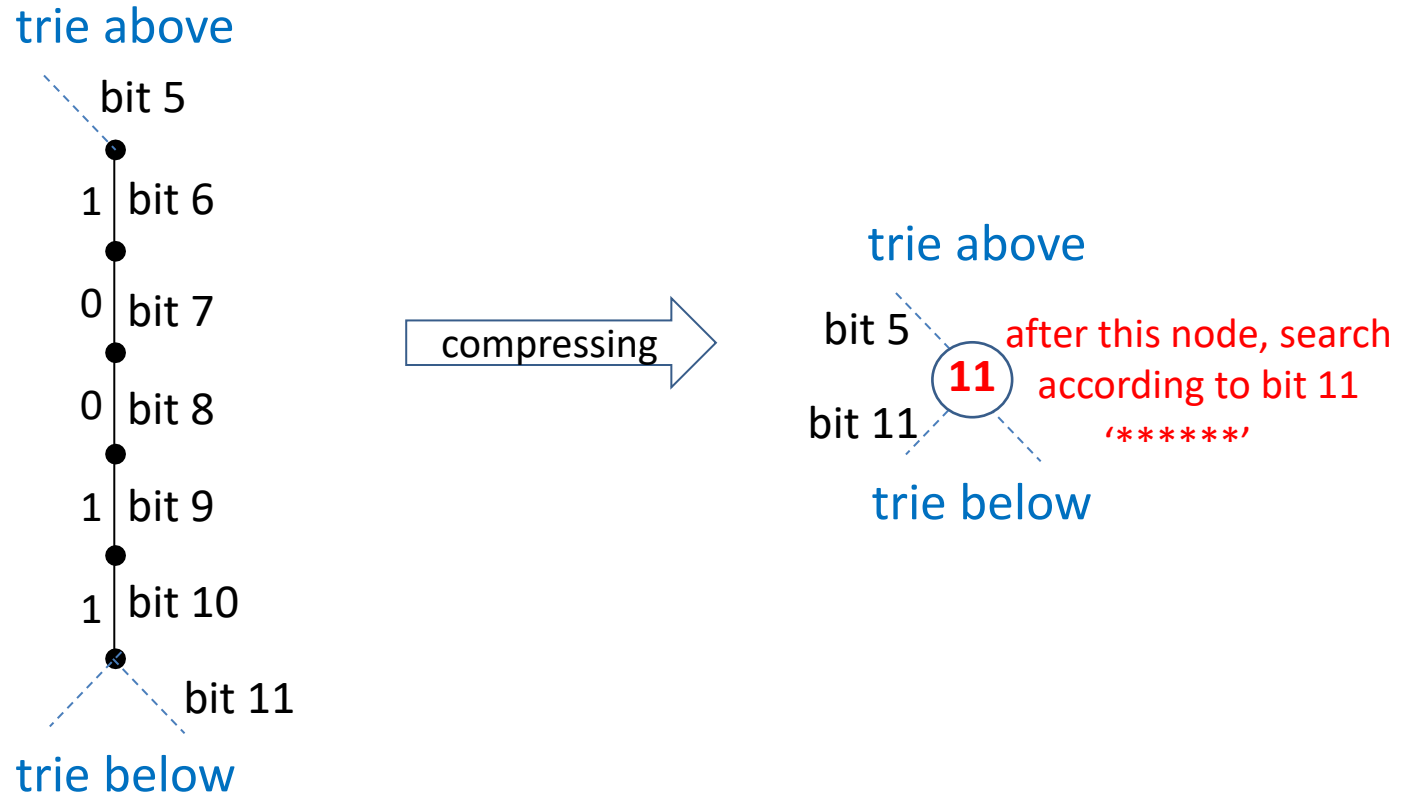 trie above
bit 5
1 bit 6
0 bit 7
0 bit 8
1 bit 9
1 bit 10
bit 11
trie below
compressing
trie above
bit 5
11
bit 11
after this node, search
according to bit 11
‘******’
trie below